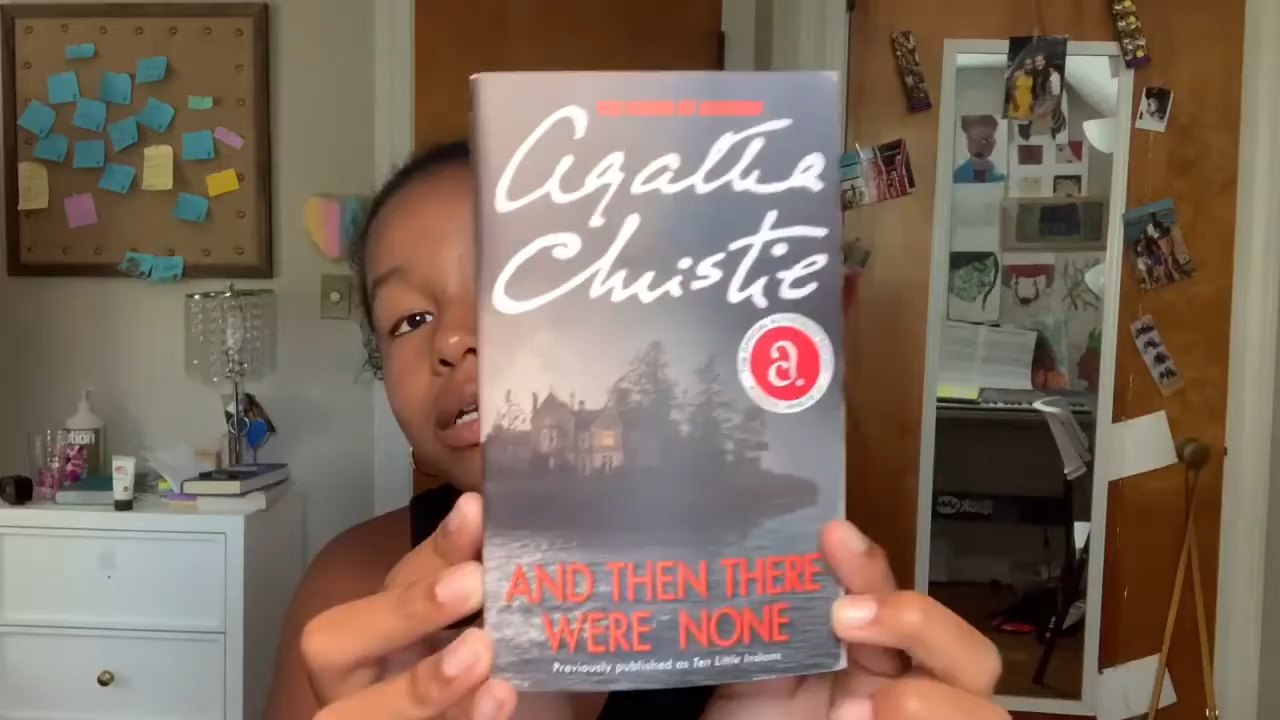 Agatha
Christie
a.
AND THEN THERE
WERE NONE
Previously published as Ten Little Indians